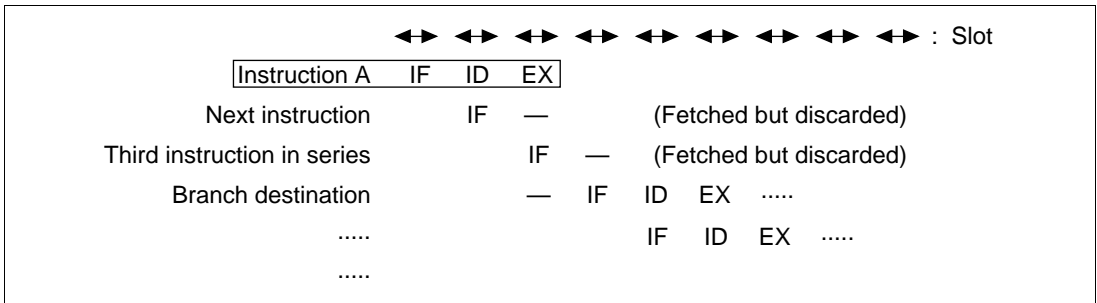 : Slot
Instruction A IF ID EX
Next instruction IF — (Fetched but discarded)
Third instruction in series IF — (Fetched but discarded)
Branch destination — IF ID EX .....
..... IF ID EX .....
.....